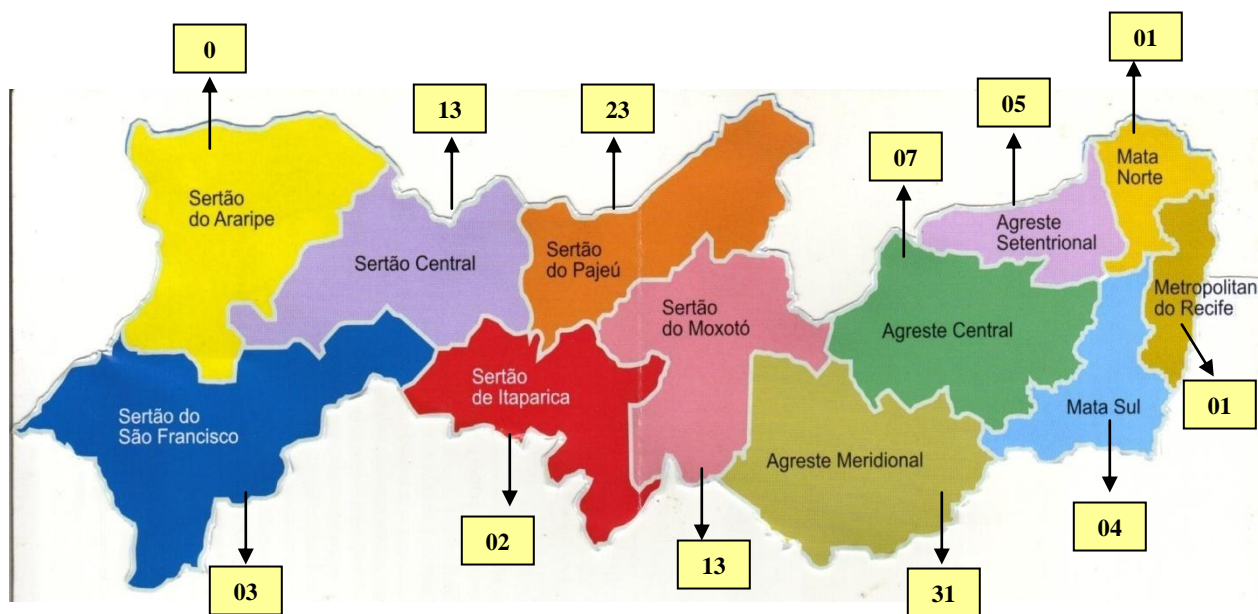 0
01
13
23
05
07
Mata
Norte
Sertão
do Araripe
Agreste
Setentrional
Sertão Central
Sertão
do Pajeú
Metropolitan
do Recife
Sertão
do Moxotó
Agreste Central
Sertão
de Itaparica
Mata Sul
01
Sertão do
São Francisco
Agreste Meridional
02
04
13
03
31